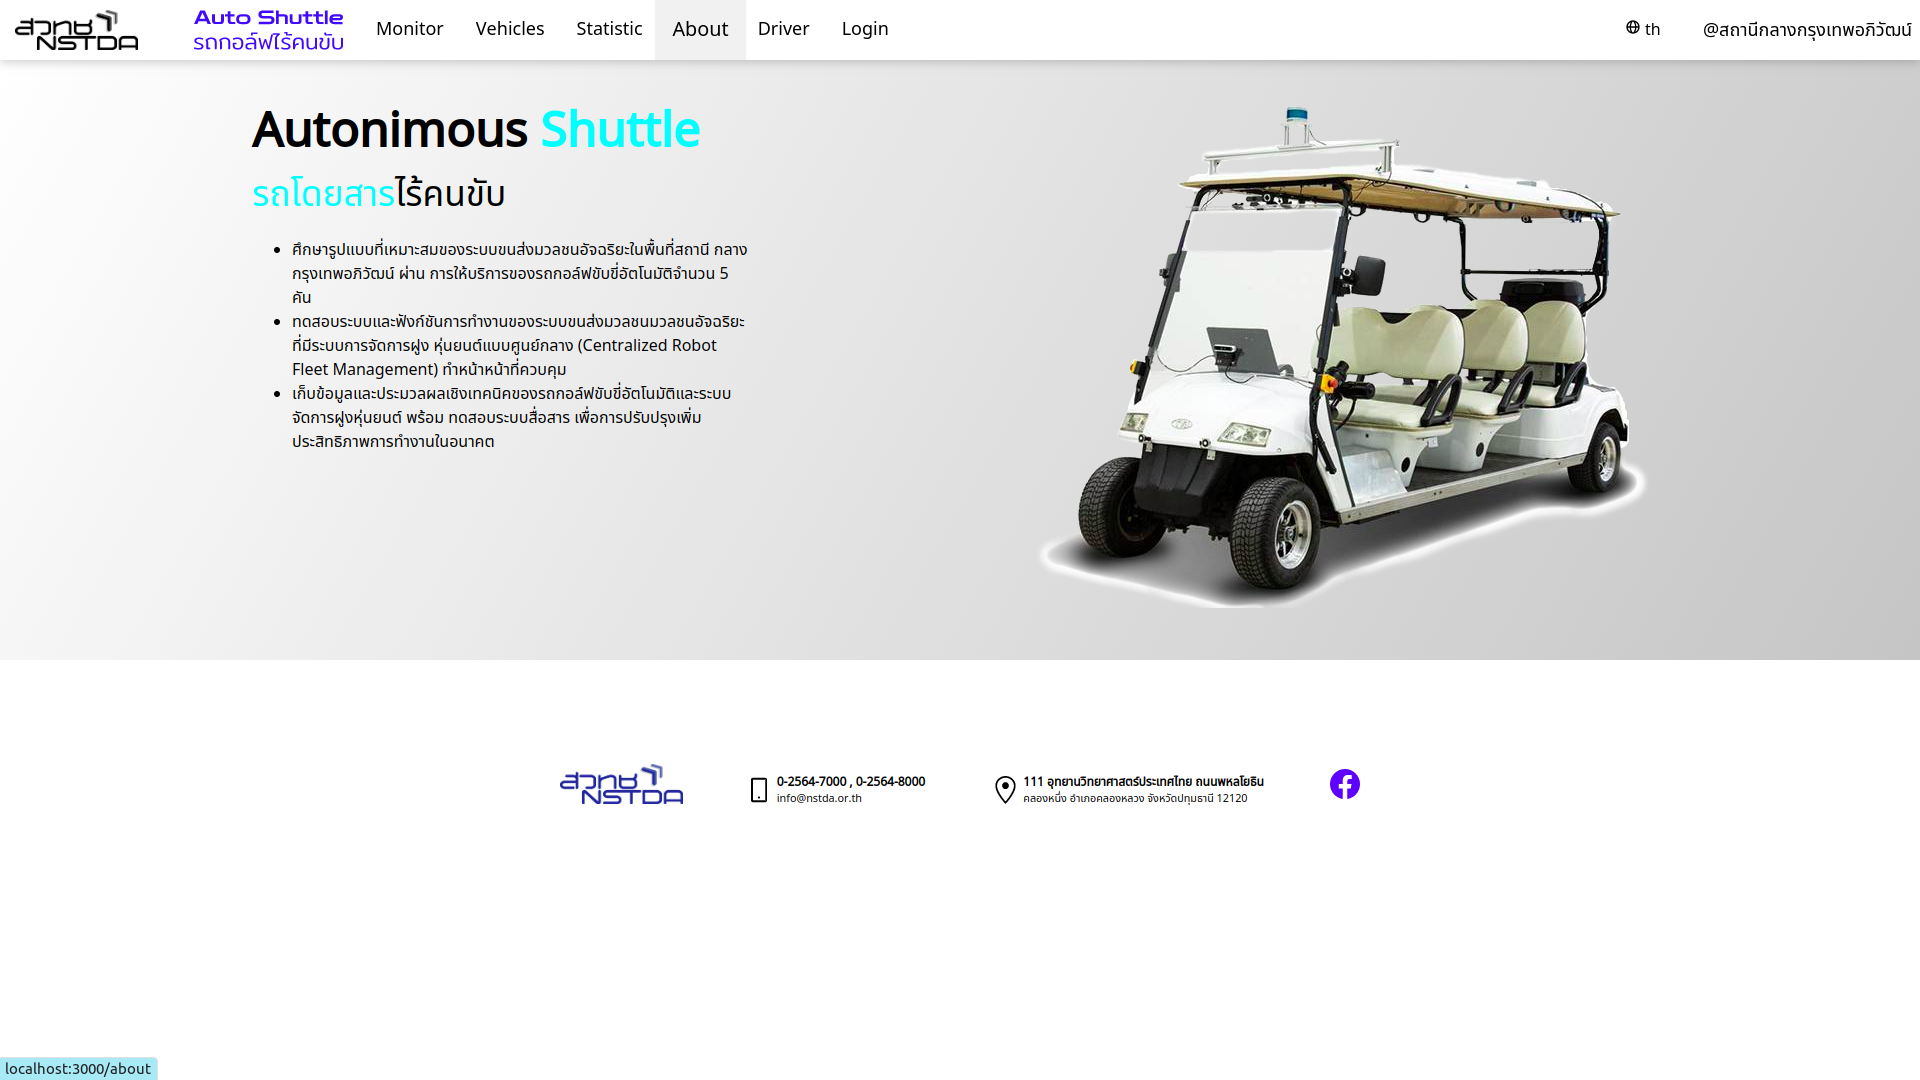 สวทช
NSTDA
Auto Shuttle
รถกอล์ฟไร้คนขับ
Monitor
Vehicles
Statistic
About
Driver
Login
th
@สถานีกลางกรุงเทพอภิวัฒน์
Autonimous Shuttle
รถโดยสารไร้คนขับ
ศึกษารูปแบบที่เหมาะสมของระบบขนส่งมวลชนอัจฉริยะในพื้นที่สถานี กลาง
กรุงเทพอภิวัฒน์ ผ่าน การให้บริการของรถกอล์ฟขับขี่อัตโนมัติจำนวน 5
คัน
ทดสอบระบบและฟังก์ชันการทำงานของระบบขนส่งมวลชนมวลชนอัจฉริยะ
ที่มีระบบการจัดการฝูง หุ่นยนต์แบบศูนย์กลาง (Centralized Robot
Fleet Management) ทำหน้าหน้าที่ควบคุม
เก็บข้อมูลและประมวลผลเชิงเทคนิคของรถกอล์ฟขับขี่อัตโนมัติและระบบ
จัดการฝูงหุ่นยนต์ พร้อม ทดสอบระบบสื่อสาร เพื่อการปรับปรุงเพิ่ม
ประสิทธิภาพการทำงานในอนาคต
สวทช
NSTDA
0-2564-7000 , 0-2564-8000
info@nstda.or.th
111 อุทยานวิทยาศาสตร์ประเทศไทย ถนนพหลโยธิน
คลองหนึ่ง อำเภอคลองหลวง จังหวัดปทุมธานี 12120
localhost:3000/about